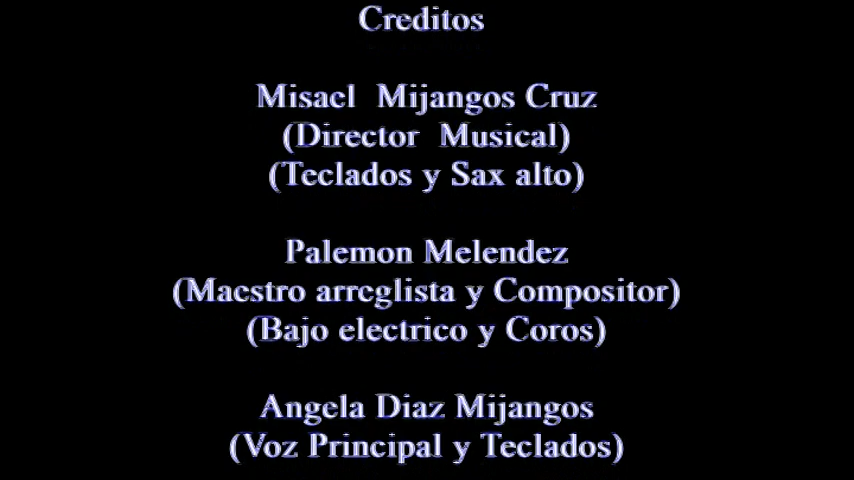 Creditos
Misael Mijangos Cruz
(Director Musical)
(Teclados y Sax alto)
Palemon Melendez
(Maestro arreglista y Compositor)
(Bajo electrico y Coros)
Angela Diaz Mijangos
(Voz Principal y Teclados)